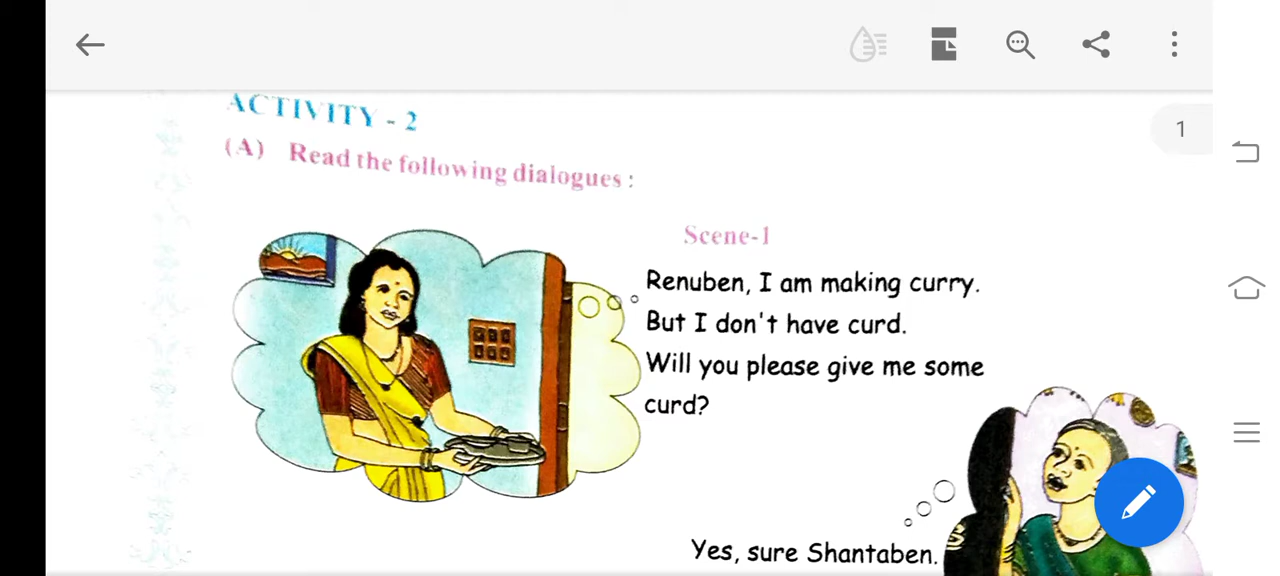 1
ACTIVITY - 2
(A) Read the following dialogues :
Scene-1
Renuben, I am making curry.
But I don't have curd.
Will you please give me some
curd?
Yes, sure Shantaben.